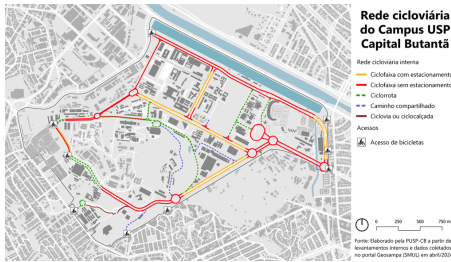 Rede cicloviária
do Campus USP
Capital Butantã
Rede cicloviária interna
Ciclofaixa com estacionamento
Ciclofaixa sem estacionamento
Ciclorrota
Caminho compartilhado
Ciclovia ou ciclocalçada
Acessos
Acesso de bicicletas
0 250 500 750 m
Fonte: Elaborado pela PUSP-CB a partir de
levantamentos internos e dados coletados
no portal Geosampa (SMUL) em abril/2024